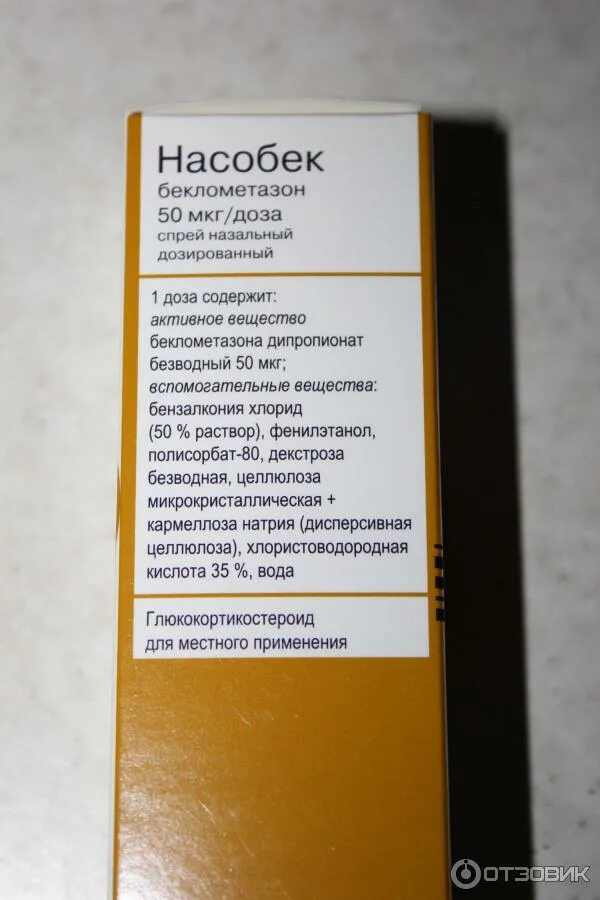 Насобек
беклометазон
50 мкг/доза
спрей назальный
дозированный
1 доза содержит:
активное вещество
беклометазона дипропионат
безводный 50 мкг;
вспомогательные вещества:
бензалкония хлорид
(50 % раствор), фенилэтанол,
полисорбат-80, декстроза
безводная, целлюлоза
микрокристаллическая +
кармеллоза натрия (дисперсивная
целлюлоза), хлористоводородная
кислота 35 %, вода
Глюкокортикостероид
для местного применения
ОТЗОВИК